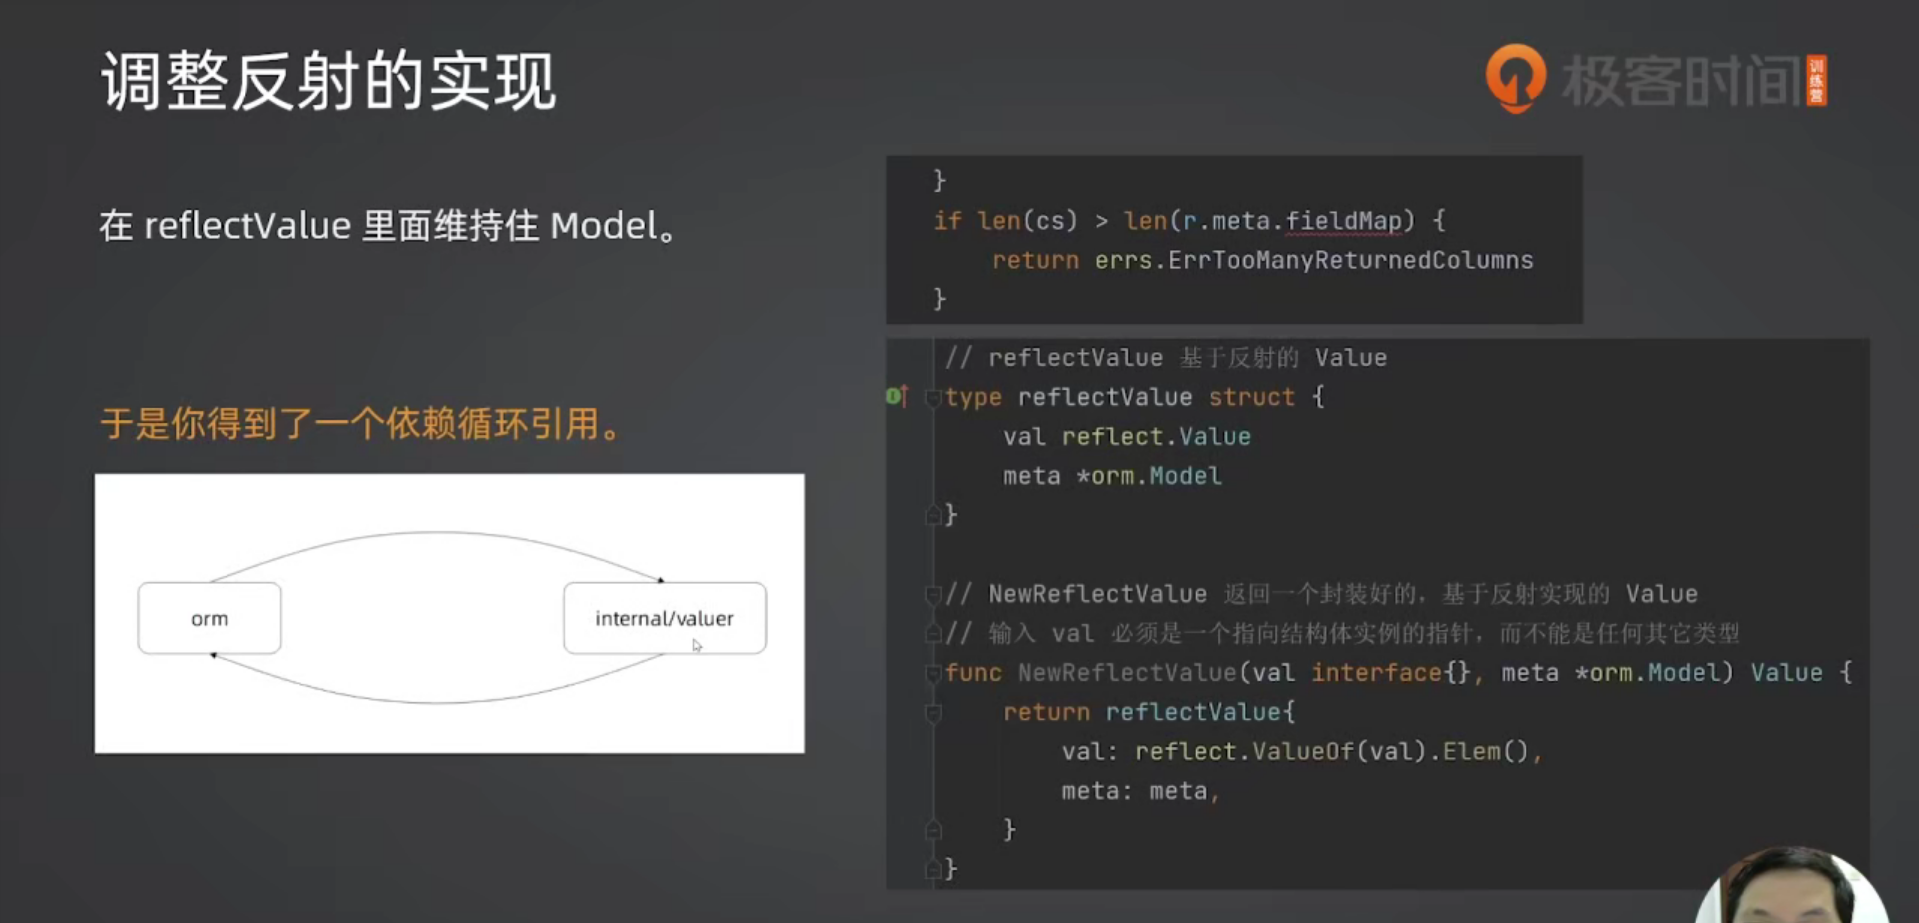 调整反射的实现
极客时间
训练营
在 reflectValue 里面维持住 Model。
于是你得到了一个依赖循环引用。
orm
internal/valuer
}
if len(cs) > len(r.meta.fieldMap) {
return errs.ErrTooManyReturnedColumns
}
// reflectValue 基于反射的 Value
type reflectValue struct {
val reflect.Value
meta *orm.Model
}
// NewReflectValue 返回一个封装好的，基于反射实现的 Value
// 输入 val 必须是一个指向结构体实例的指针，而不能是任何其它类型
func NewReflectValue(val interface{}, meta *orm.Model) Value {
return reflectValue{
val: reflect.ValueOf(val).Elem(),
meta: meta,
}
}